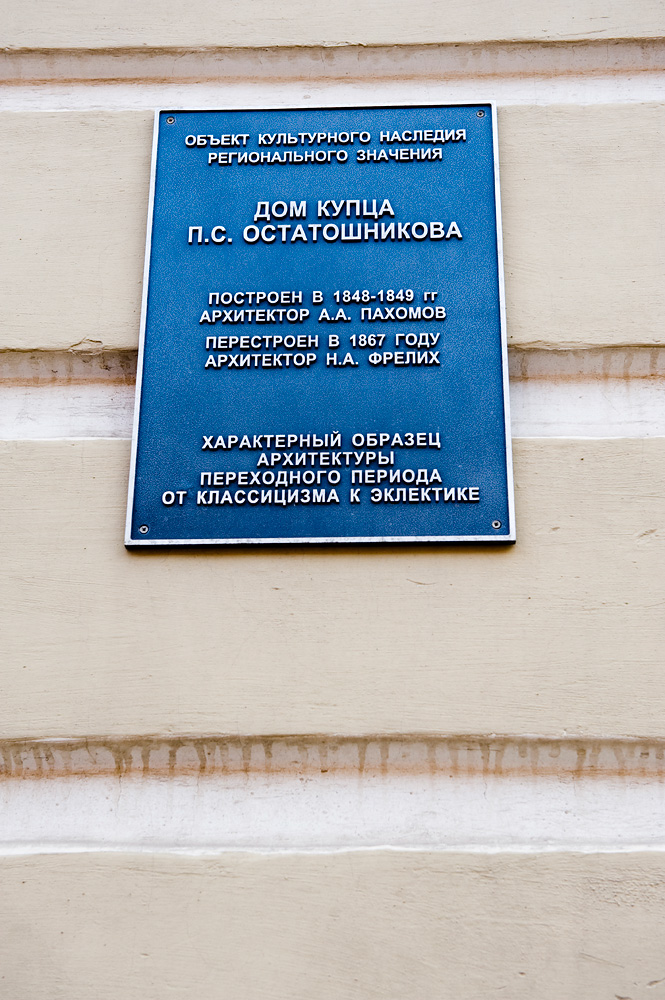 ОБЪЕКТ КУЛЬТУРНОГО НАСЛЕДИЯ
РЕГИОНАЛЬНОГО ЗНАЧЕНИЯ
ДОМ КУПЦА
П.С. ОСТАТОШНИКОВА
ПОСТРОЕН В 1848-1849 гг
АРХИТЕКТОР А.А. ПАХОМОВ
ПЕРЕСТРОЕН В 1867 ГОДУ
АРХИТЕКТОР Н.А. ФРЕЛИХ
ХАРАКТЕРНЫЙ ОБРАЗЕЦ
АРХИТЕКТУРЫ
ПЕРЕХОДНОГО ПЕРИОДА
ОТ КЛАССИЦИЗМА К ЭКЛЕКТИКЕ